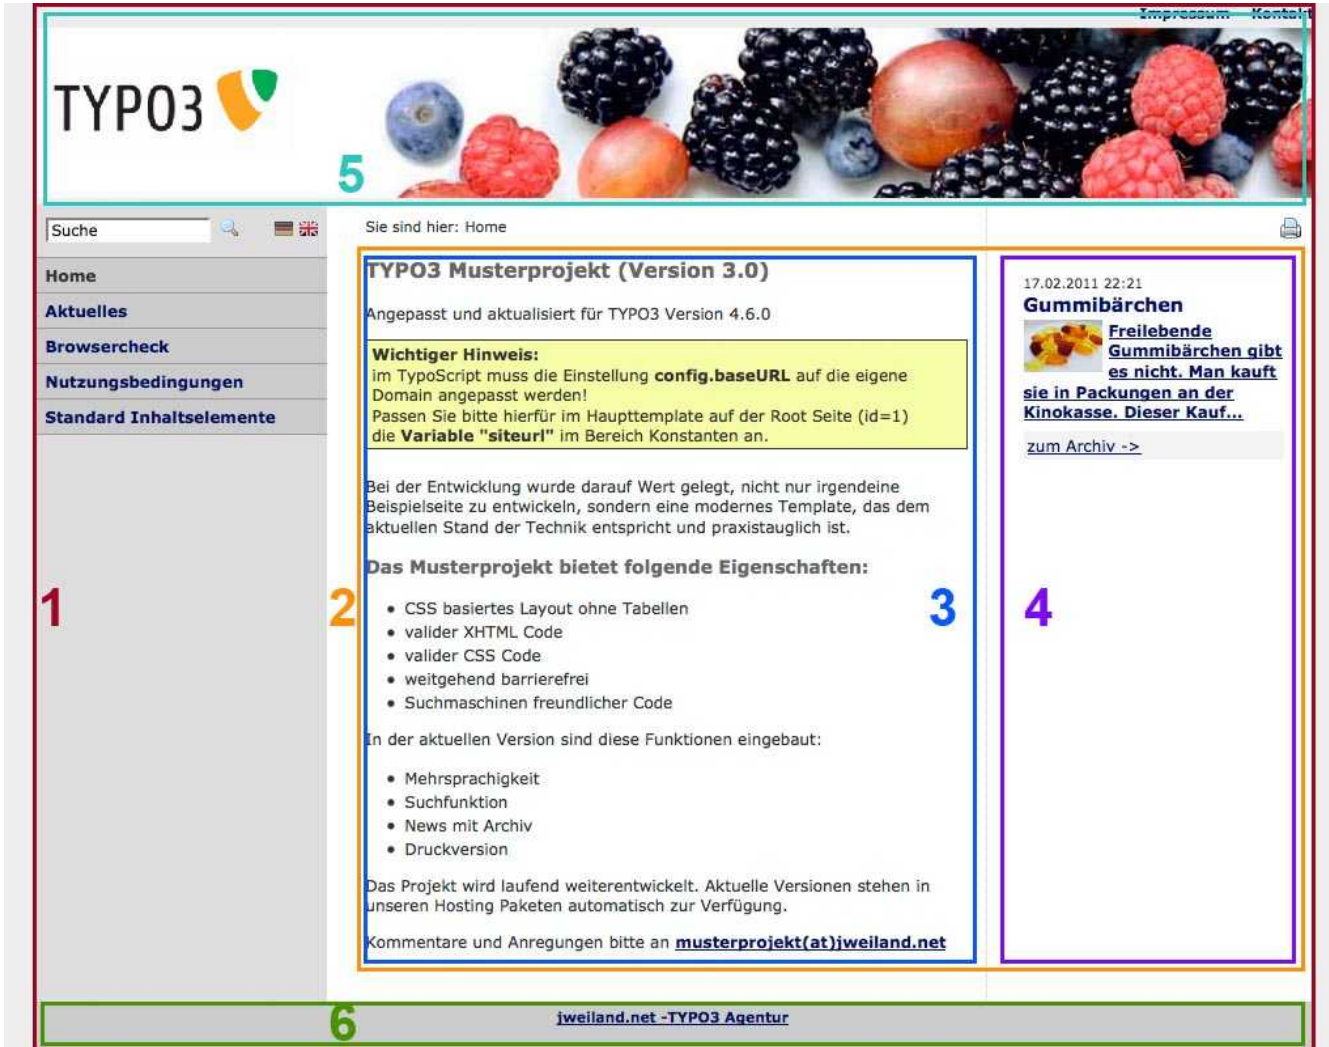 Impressum Kontakt
TYPO3
5
Suche
Sie sind hier: Home
Home
Aktuelles
Browsercheck
Nutzungsbedingungen
Standard Inhaltselemente
1
2
TYPO3 Musterprojekt (Version 3.0)
Angepasst und aktualisiert für TYPO3 Version 4.6.0
Wichtiger Hinweis:
im TypoScript muss die Einstellung config.baseURL auf die eigene
Domain angepasst werden!
Passen Sie bitte hierfür im Haupttemplate auf der Root Seite (id=1)
die Variable "siteurl" im Bereich Konstanten an.
Bei der Entwicklung wurde darauf Wert gelegt, nicht nur irgendeine
Beispielseite zu entwickeln, sondern eine modernes Template, das dem
aktuellen Stand der Technik entspricht und praxistauglich ist.
Das Musterprojekt bietet folgende Eigenschaften:
• CSS basiertes Layout ohne Tabellen
• valider XHTML Code
• valider CSS Code
• weitgehend barrierefrei
• Suchmaschinen freundlicher Code
3
In der aktuellen Version sind diese Funktionen eingebaut:
• Mehrsprachigkeit
• Suchfunktion
• News mit Archiv
• Druckversion
Das Projekt wird laufend weiterentwickelt. Aktuelle Versionen stehen in
unseren Hosting Paketen automatisch zur Verfügung.
Kommentare und Anregungen bitte an musterprojekt(at)jweiland.net
17.02.2011 22:21
Gummibärchen
Freilebende
Gummibärchen gibt
es nicht. Man kauft
sie in Packungen an der
Kinokasse. Dieser Kauf...
zum Archiv ->
4
6
jweiland.net -TYPO3 Agentur